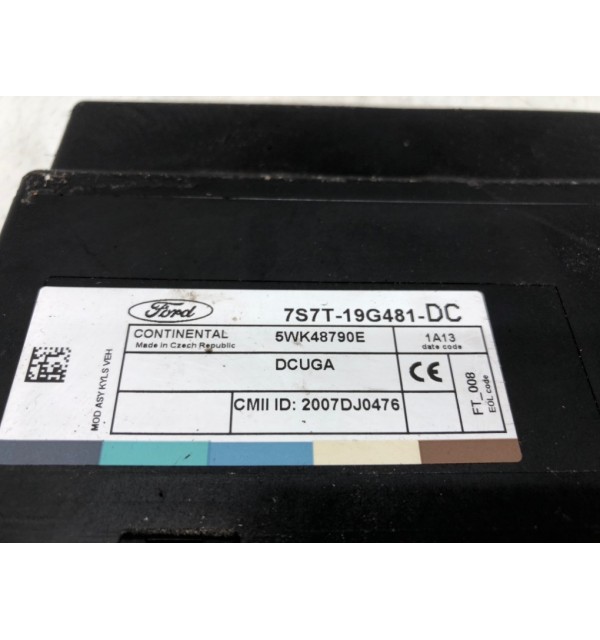 Ford
7S7T-19G481-DC
CONTINENTAL
Made in Czech Republic
5WK48790E
1A13
date code
DCUGA
CE
CMII ID: 2007DJ0476
FT_008
EOL code
MOD ASY KYLS VEH